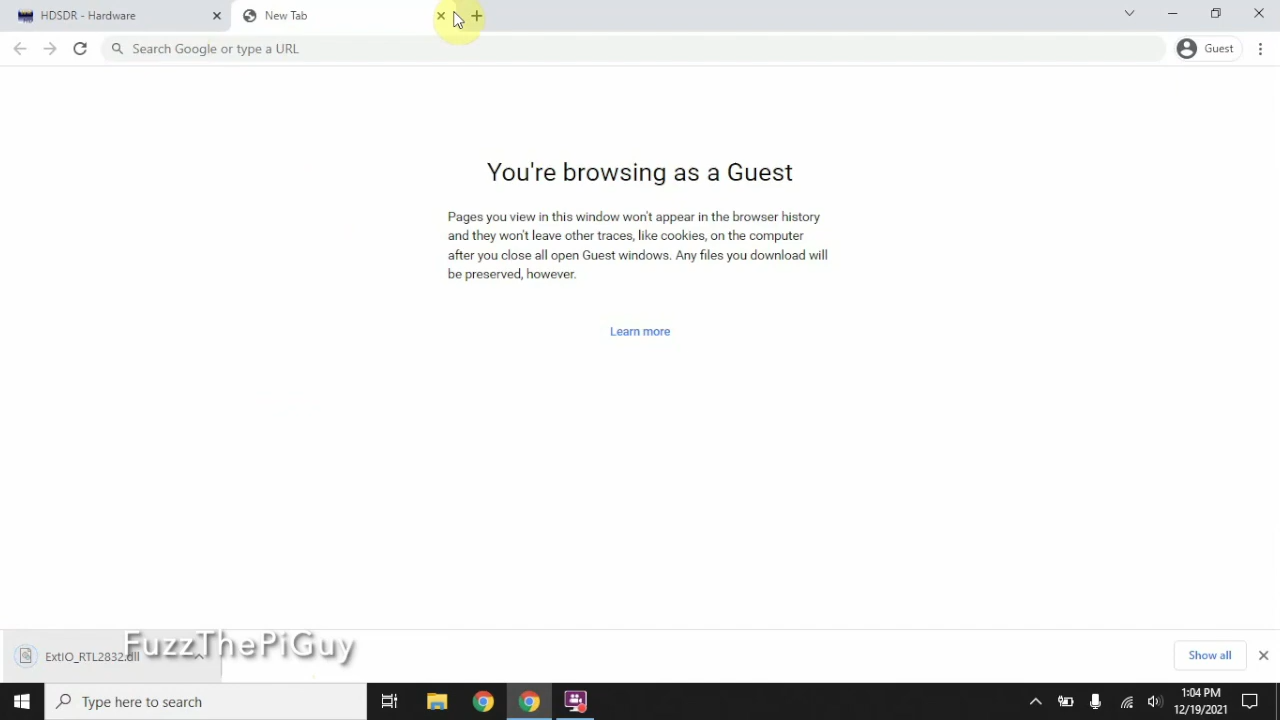 HDSDR - Hardware
New Tab
Search Google or type a URL
Guest
You're browsing as a Guest
Pages you view in this window won't appear in the browser history
and they won't leave other traces, like cookies, on the computer
after you close all open Guest windows. Any files you download will
be preserved, however.
Learn more
FuzzThePiGuy
ExtIO_RTL2832.dll
Show all
Type here to search
1:04 PM
12/19/2021